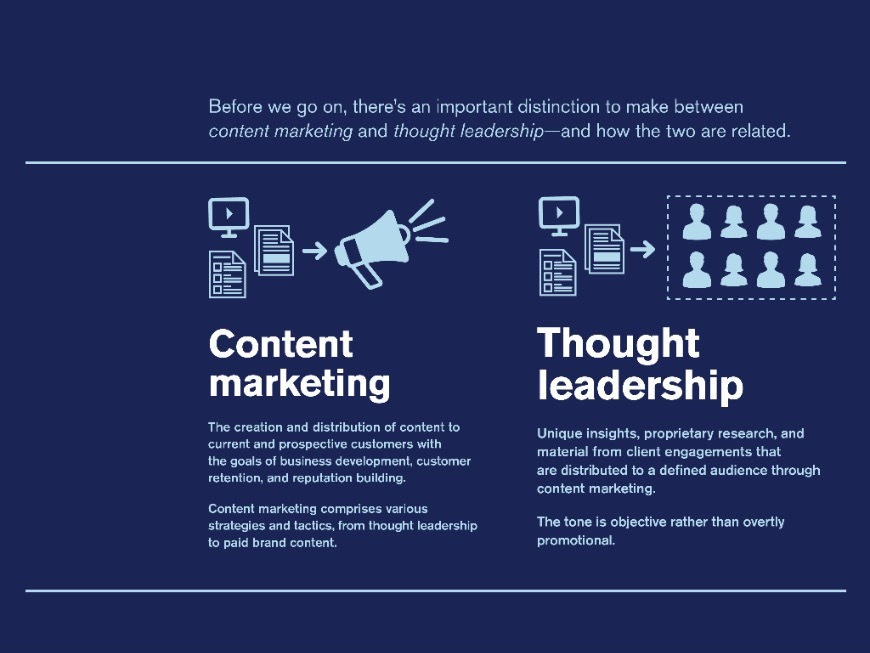 Before we go on, there's an important distinction to make between
content marketing and thought leadership—and how the two are related.
Content
marketing
The creation and distribution of content to
current and prospective customers with
the goals of business development, customer
retention, and reputation building.
Content marketing comprises various
strategies and tactics, from thought leadership
to paid brand content.
Thought
leadership
Unique insights, proprietary research, and
material from client engagements that
are distributed to a defined audience through
content marketing.
The tone is objective rather than overtly
promotional.